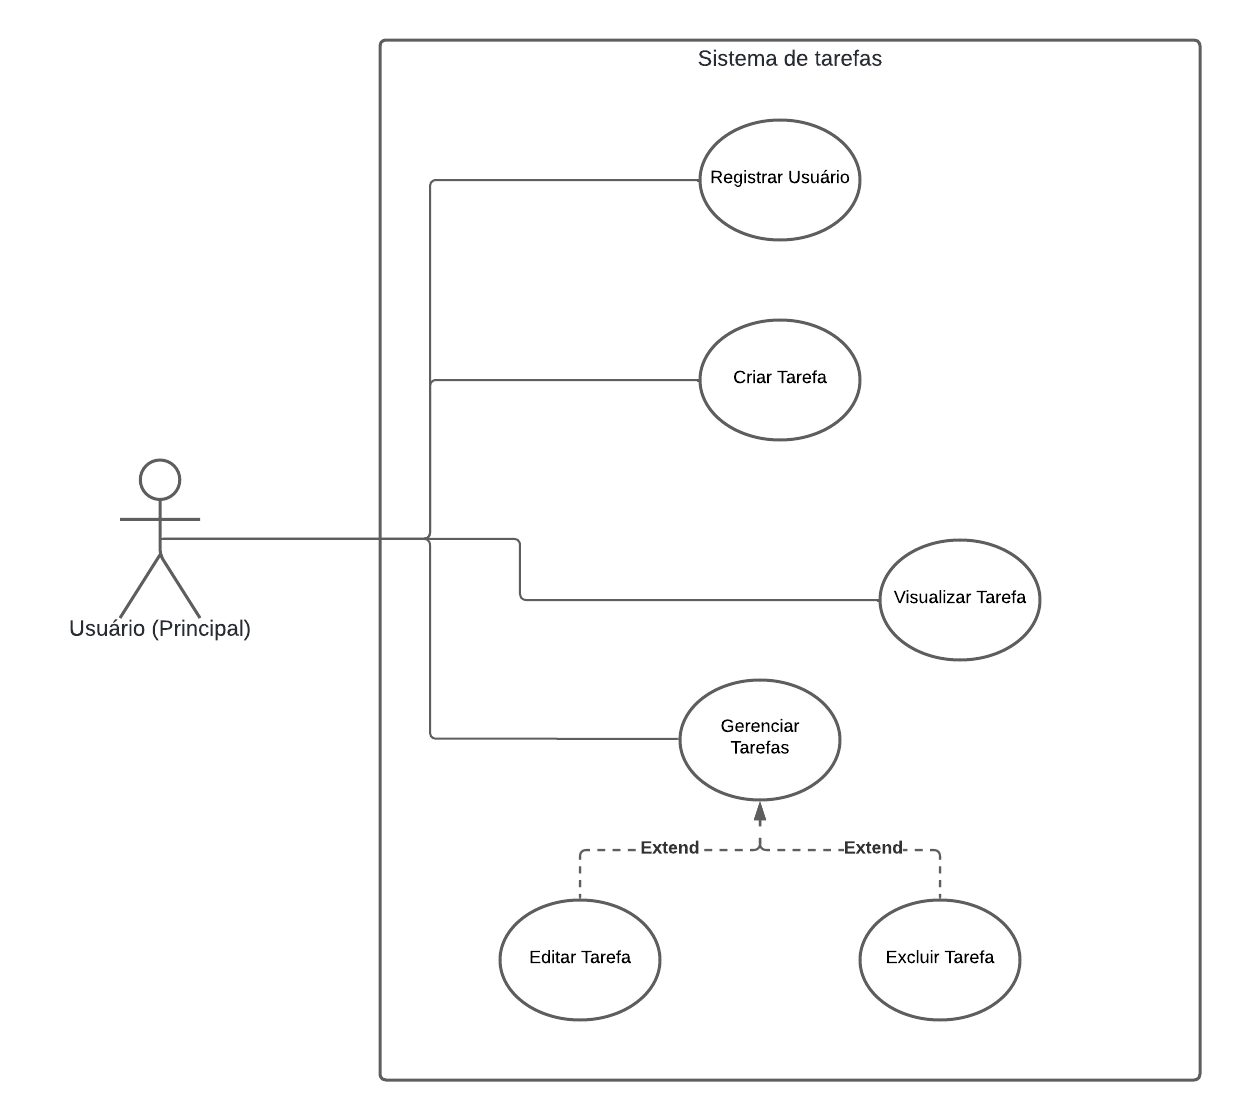 Sistema de tarefas
Registrar Usuário
Criar Tarefa
Visualizar Tarefa
Usuário (Principal)
Gerenciar
Tarefas
Extend
Extend
Editar Tarefa
Excluir Tarefa